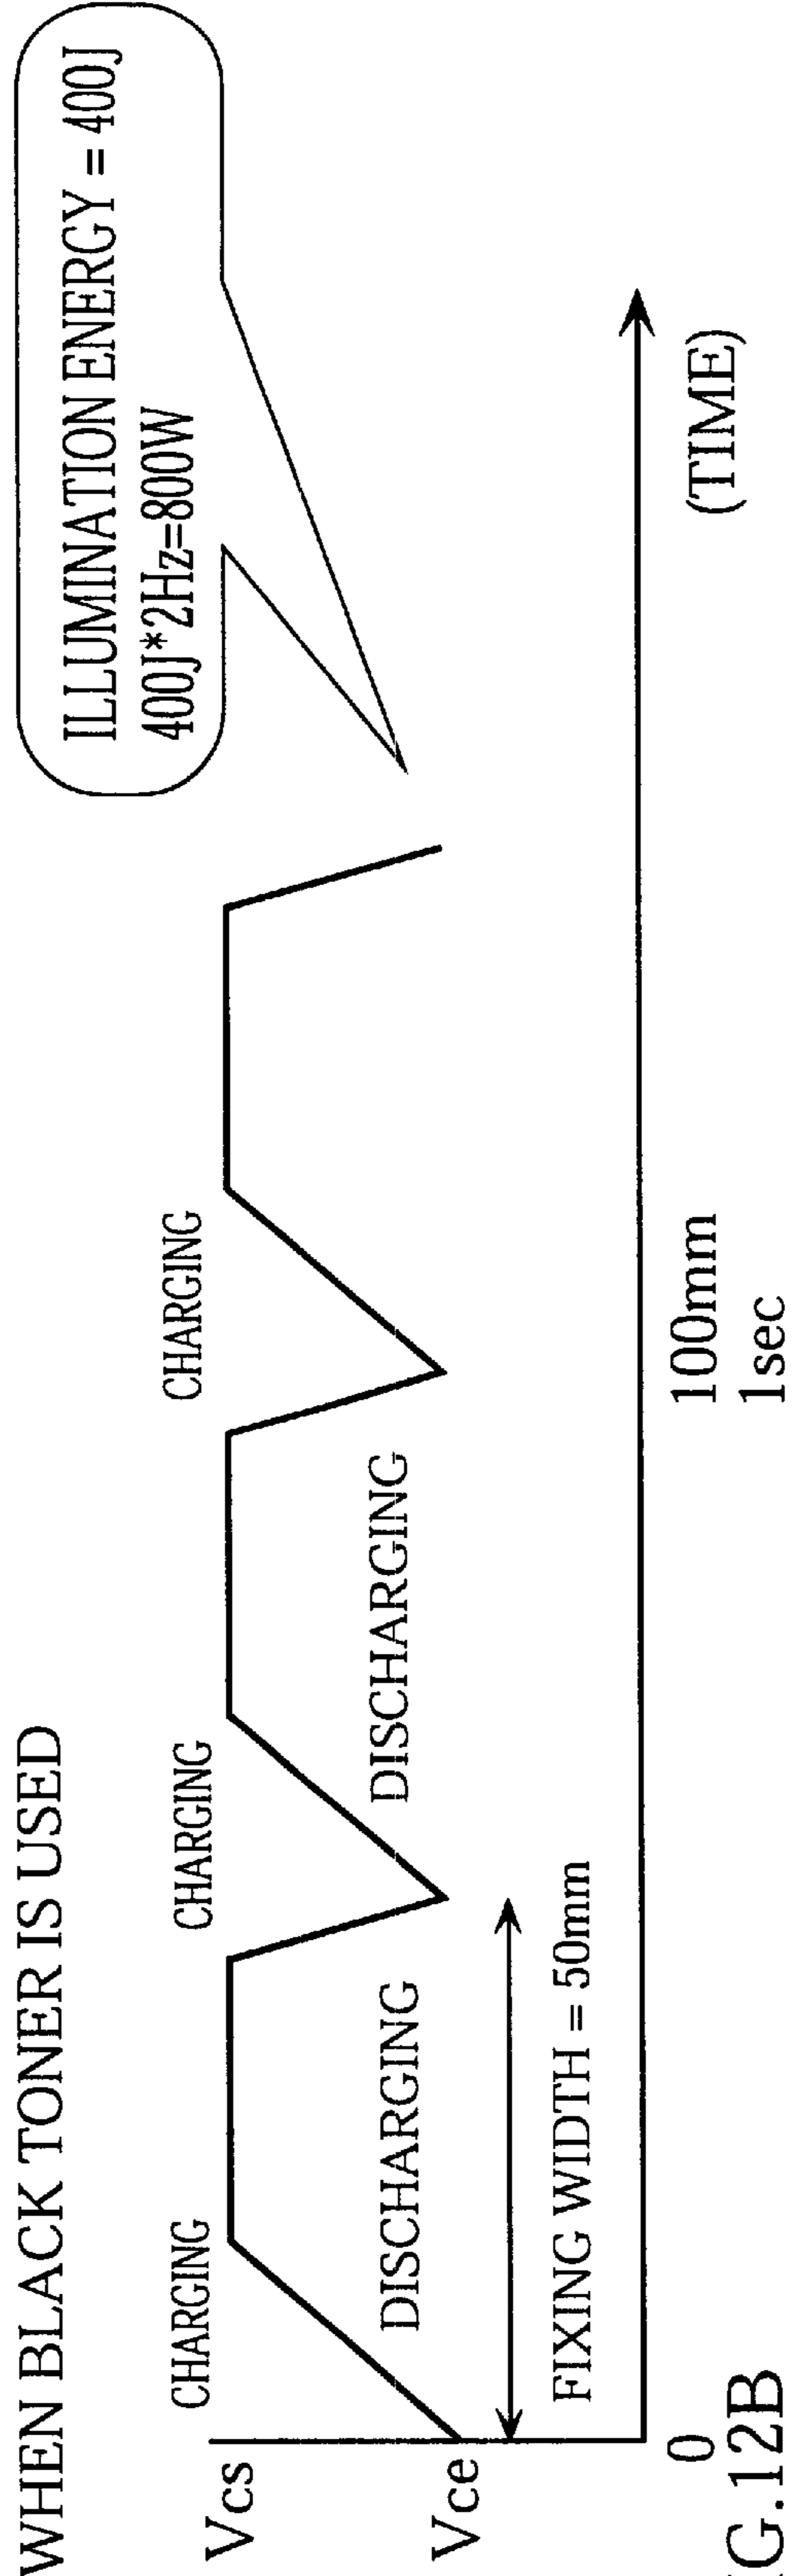 WHEN BLACK TONER IS USED
ILLUMINATION ENERGY = 400J
400J*2Hz=800W
CHARGING
CHARGING
CHARGING
Vcs
DISCHARGING
DISCHARGING
Vce
FIXING WIDTH = 50mm
0
100mm
1sec
(TIME)
G.12B